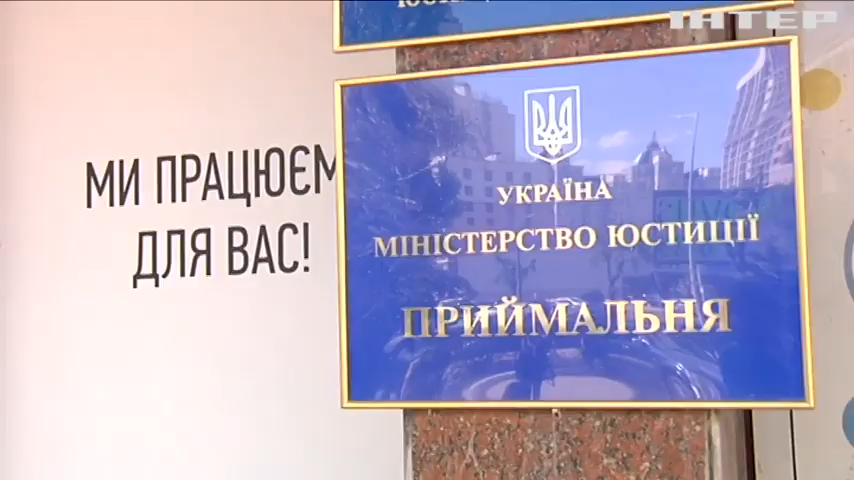 ІНТЕР
МИ ПРАЦЮЄМ
ДЛЯ ВАС!
УКРАЇНА
МІНІСТЕРСТВО ЮСТИЦІЇ
ПРИЙМАЛЬНЯ